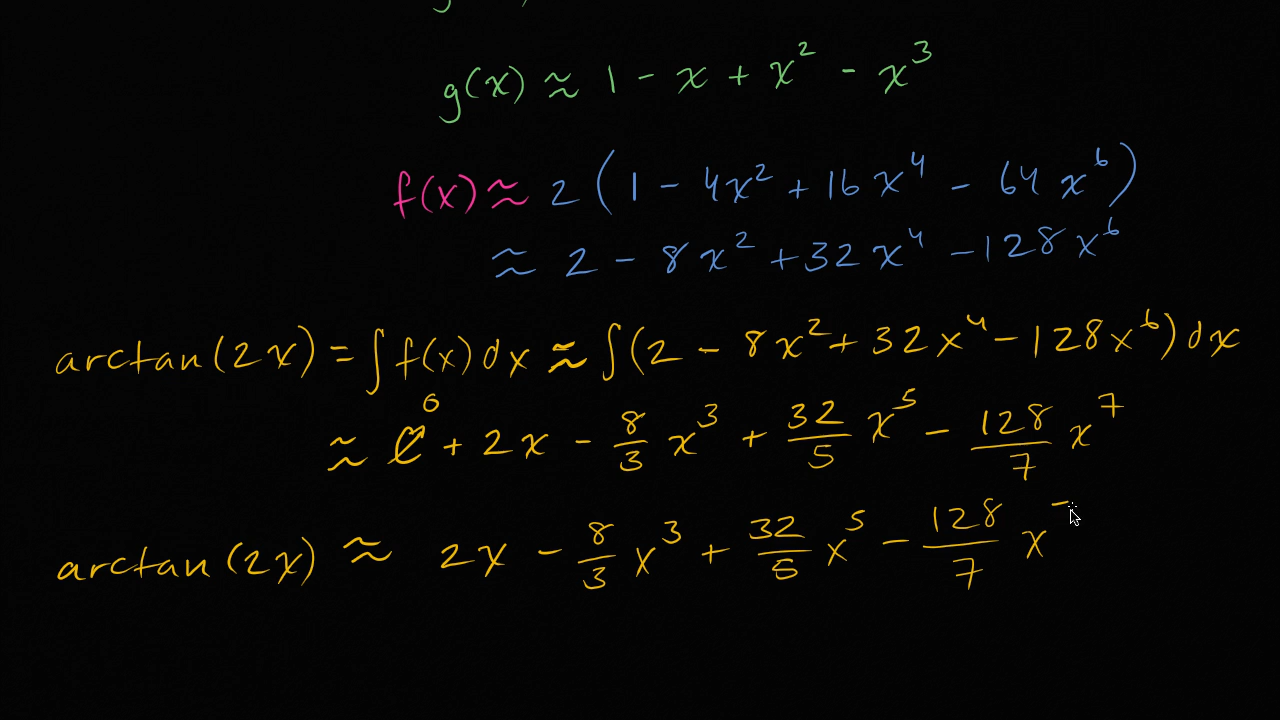 g(x) ≈ 1 - x + x² - x³
f(x) ≈ 2 (1 - 4x² + 16x⁴ - 64x⁶)
≈ 2 - 8x² + 32x⁴ - 128x⁶
arctan(2x) = ∫ f(x) dx ≈ ∫ (2 - 8x² + 32x⁴ - 128x⁶) dx
0
≈ C + 2x - 8/3 x³ + 32/5 x⁵ - 128/7 x⁷
arctan(2x) ≈ 2x - 8/3 x³ + 32/5 x⁵ - 128/7 x